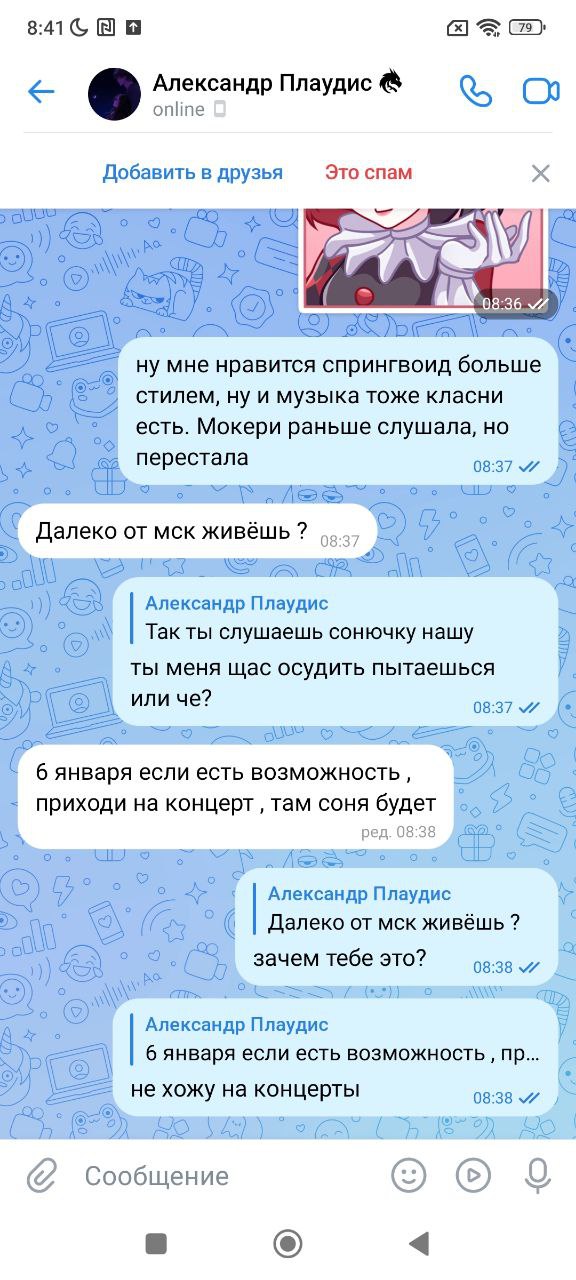 8:41
79
Александр Плаудис
online
Добавить в друзья
Это спам
08:36
ну мне нравится спрингвоид больше
стилем, ну и музыка тоже класни
есть. Мокери раньше слушала, но
перестала
08:37
Далеко от мск живёшь ?
08:37
Александр Плаудис
Так ты слушаешь сонючку нашу
ты меня щас осудить пытаешься
или че?
08:37
6 января если есть возможность ,
приходи на концерт , там соня будет
ред. 08:38
Александр Плаудис
Далеко от мск живёшь ?
зачем тебе это?
08:38
Александр Плаудис
6 января если есть возможность , пр...
не хожу на концерты
08:38
Сообщение